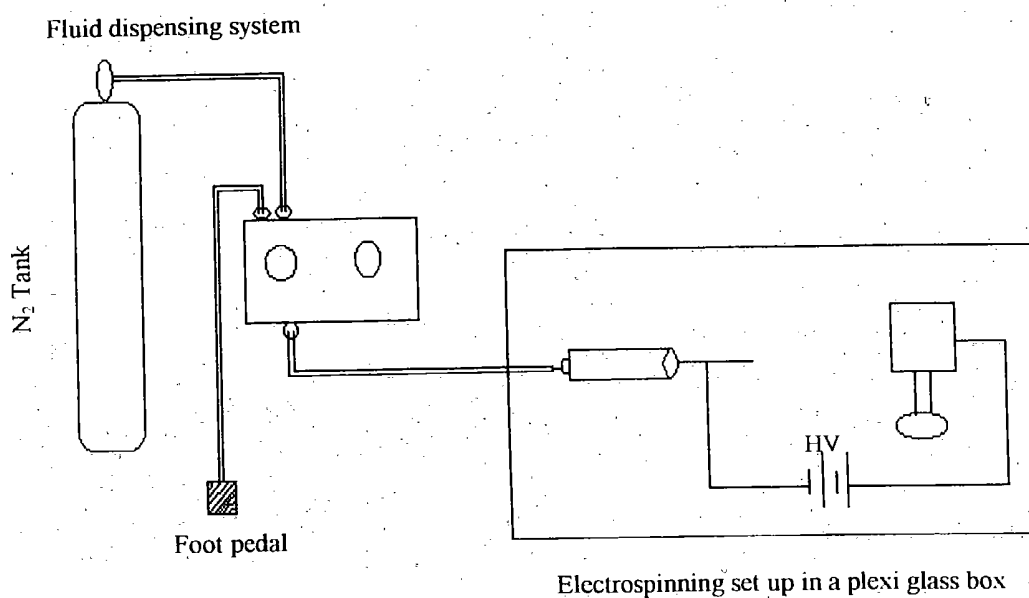 Fluid dispensing system
N₂ Tank
HV
Foot pedal
Electrospinning set up in a plexi glass box